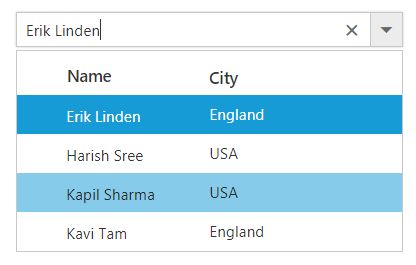 Erik Linden
Name City
Erik Linden England
Harish Sree USA
Kapil Sharma USA
Kavi Tam England